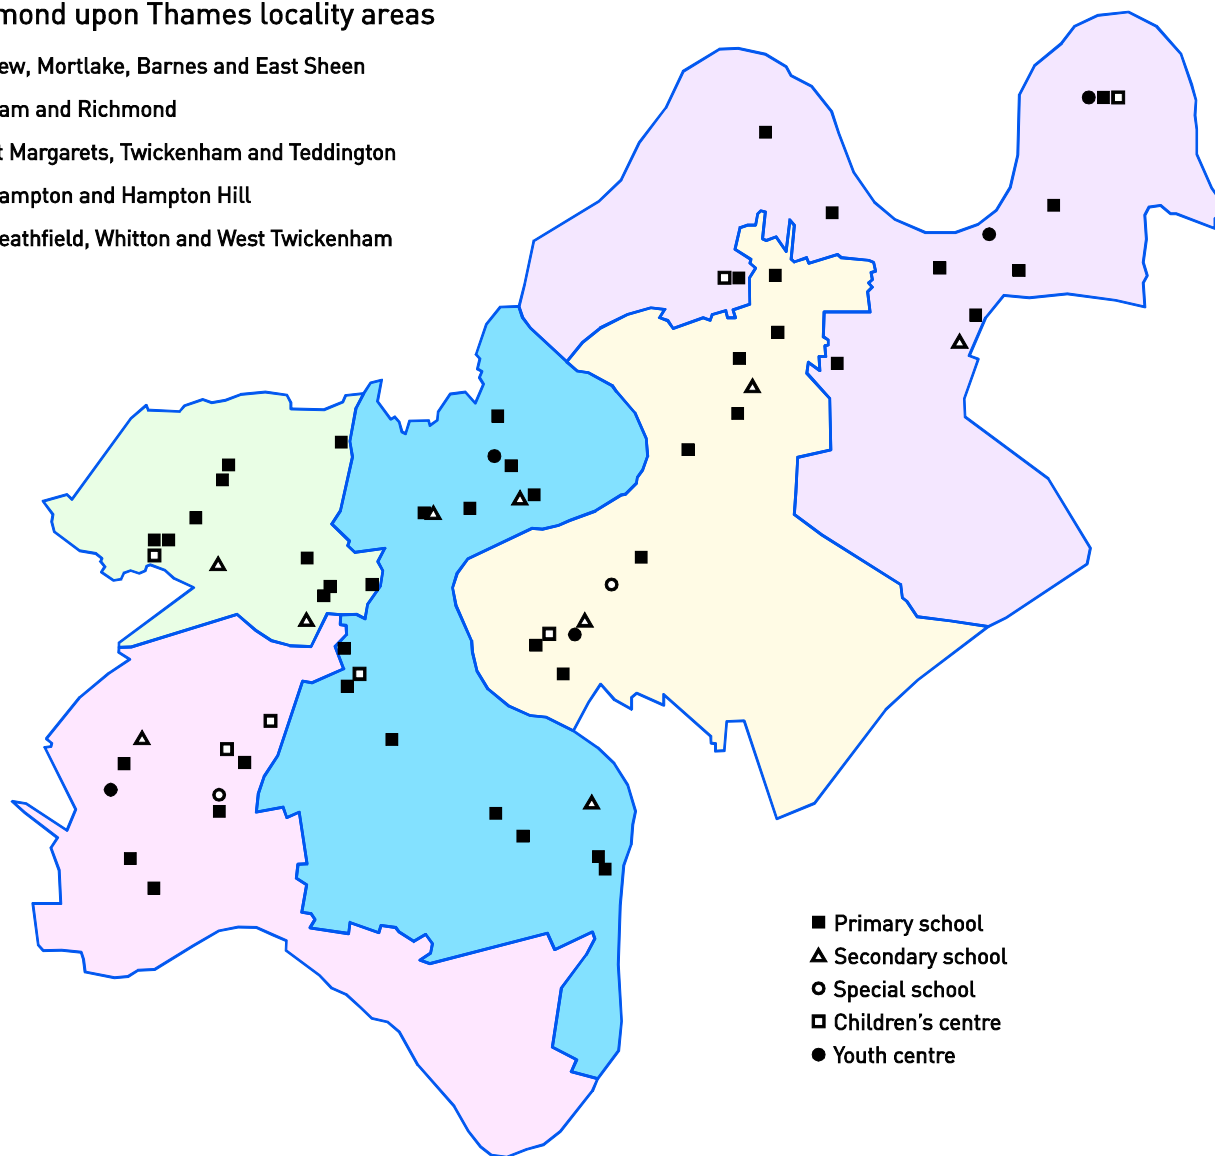 mond upon Thames locality areas
ew, Mortlake, Barnes and East Sheen
am and Richmond
t Margarets, Twickenham and Teddington
ampton and Hampton Hill
eathfield, Whitton and West Twickenham
Primary school
Secondary school
Special school
Children's centre
Youth centre